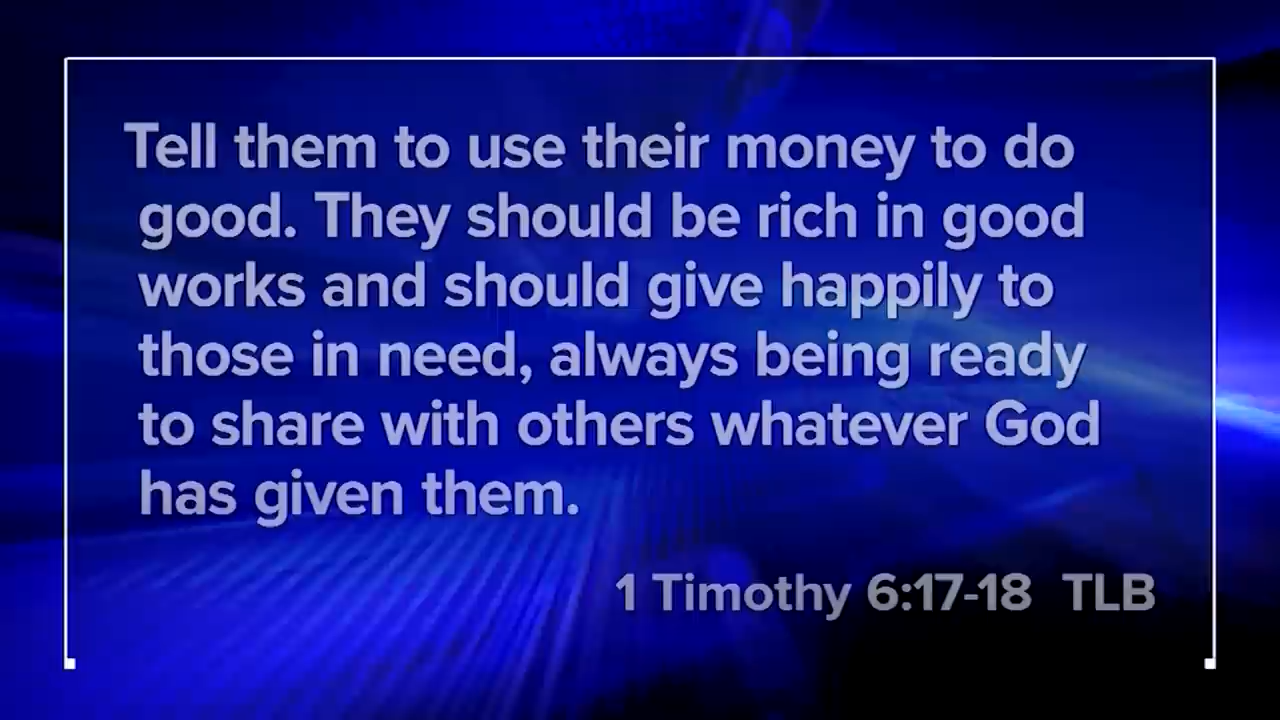 Tell them to use their money to do
good. They should be rich in good
works and should give happily to
those in need, always being ready
to share with others whatever God
has given them.
1 Timothy 6:17-18 TLB